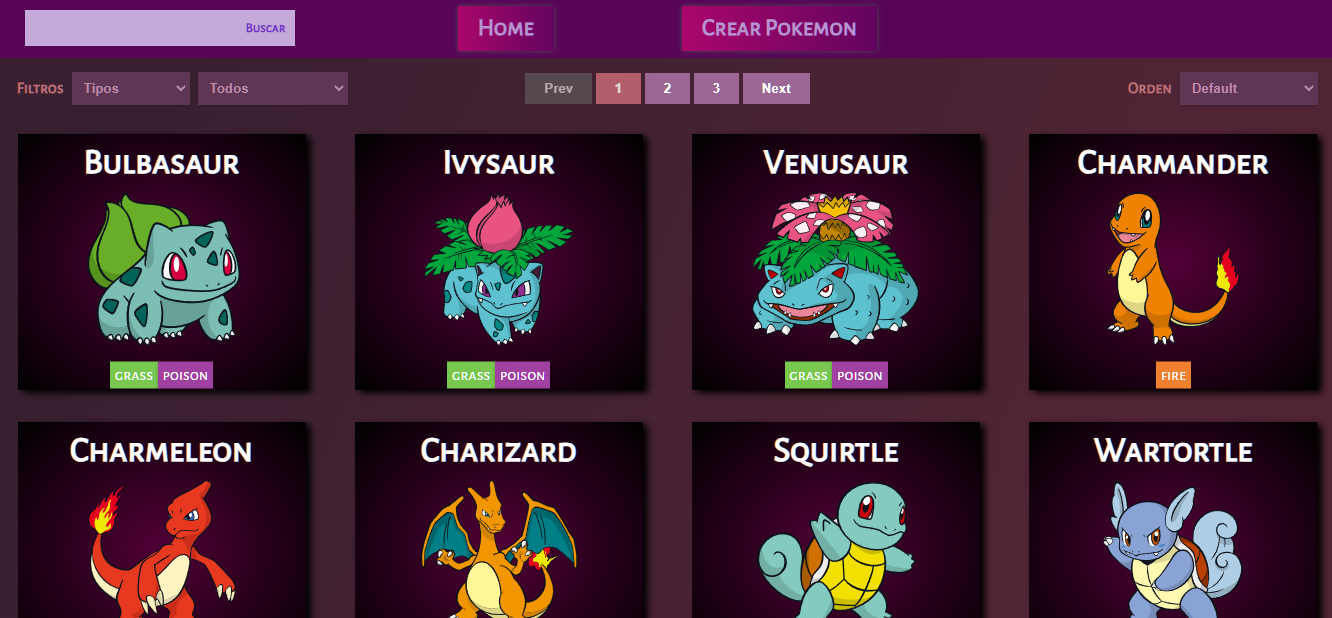 Buscar
Home
Crear Pokemon
Filtros
Tipos
Todos
Prev
1
2
3
Next
Orden
Default
Bulbasaur
Ivysaur
Venusaur
Charmander
GRASS POISON
GRASS POISON
GRASS POISON
FIRE
Charmeleon
Charizard
Squirtle
Wartortle